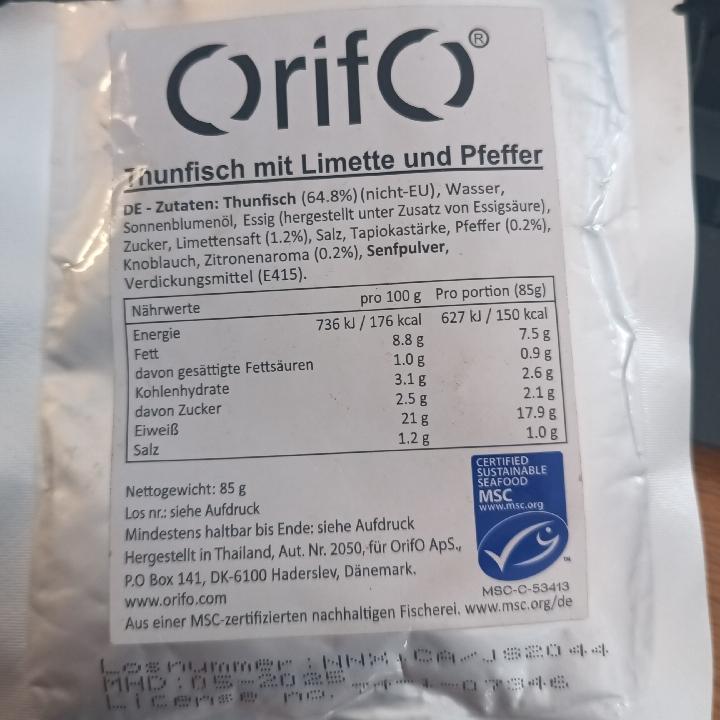 OrifO®
Thunfisch mit Limette und Pfeffer
DE - Zutaten: Thunfisch (64.8%) (nicht-EU), Wasser,
Sonnenblumenöl, Essig (hergestellt unter Zusatz von Essigsäure),
Zucker, Limettensaft (1.2%), Salz, Tapiokastärke, Pfeffer (0.2%),
Knoblauch, Zitronenaroma (0.2%), Senfpulver,
Verdickungsmittel (E415).
Nährwerte pro 100 g Pro portion (85g)
Energie 736 kJ / 176 kcal 627 kJ / 150 kcal
Fett 8.8 g 7.5 g
davon gesättigte Fettsäuren 1.0 g 0.9 g
Kohlenhydrate 3.1 g 2.6 g
davon Zucker 2.5 g 2.1 g
Eiweiß 21 g 17.9 g
Salz 1.2 g 1.0 g
CERTIFIED
SUSTAINABLE
SEAFOOD
MSC
www.msc.org
TM
MSC-C-53413
Nettogewicht: 85 g
Los nr.: siehe Aufdruck
Mindestens haltbar bis Ende: siehe Aufdruck
Hergestellt in Thailand, Aut. Nr. 2050, für OrifO ApS.,
P.O Box 141, DK-6100 Haderslev, Dänemark.
www.orifo.com
Aus einer MSC-zertifizierten nachhaltigen Fischerei. www.msc.org/de
Losnummer :
MHD : 05-2025
License no.